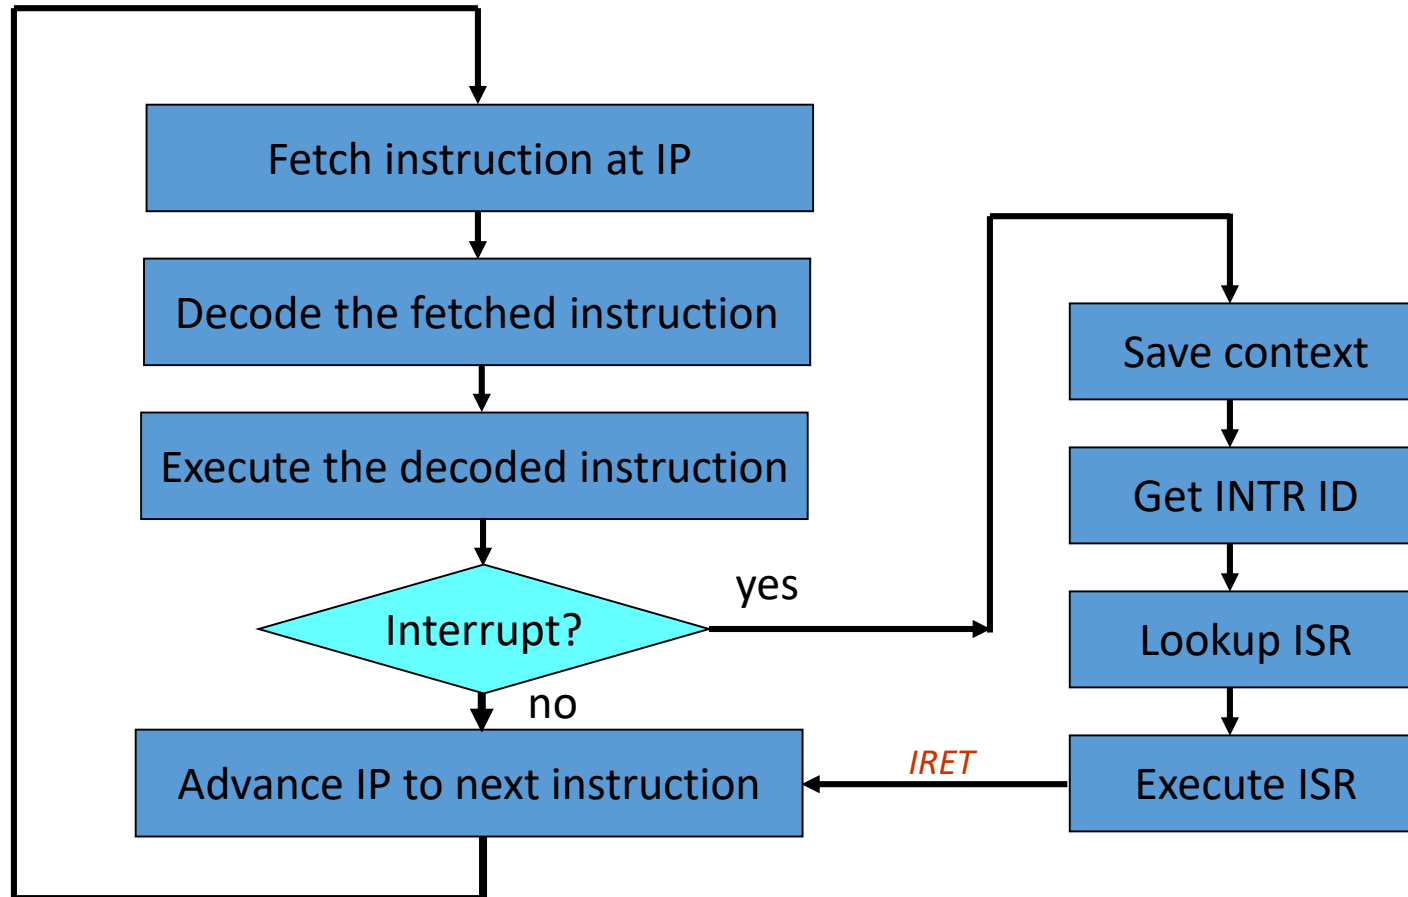 Fetch instruction at IP
Decode the fetched instruction
Execute the decoded instruction
Interrupt?
yes
no
Advance IP to next instruction
Save context
Get INTR ID
Lookup ISR
Execute ISR
IRET